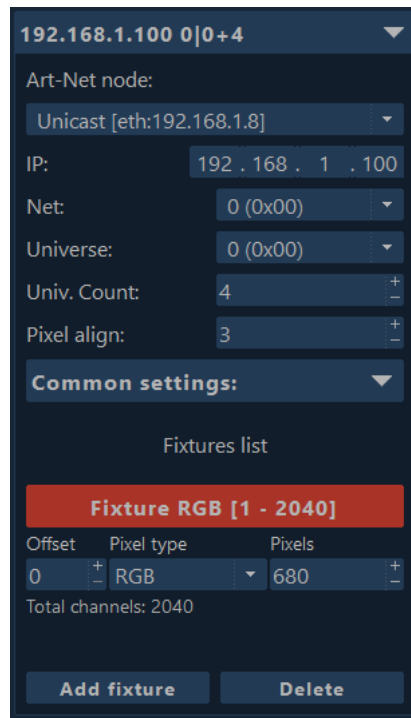 192.168.1.100 0|0+4
Art-Net node:
Unicast [eth:192.168.1.8]
IP: 192 . 168 . 1 . 100
Net: 0 (0x00)
Universe: 0 (0x00)
Univ. Count: 4 + –
Pixel align: 3 + –
Common settings:
Fixtures list
Fixture RGB [1 - 2040]
Offset Pixel type Pixels
0 + – RGB 680 + –
Total channels: 2040
Add fixture Delete